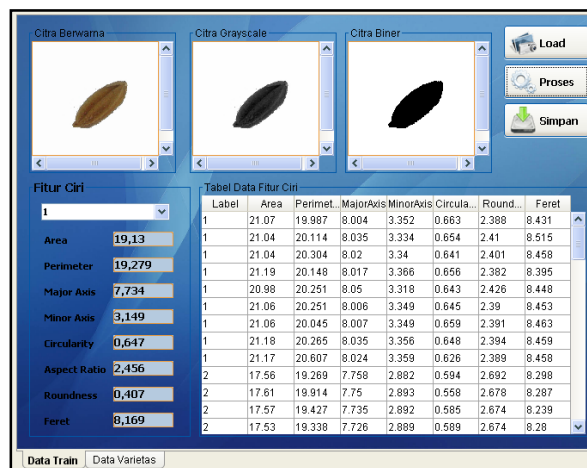 Citra Berwarna Citra Grayscale Citra Biner
Load
Proses
Simpan
Fitur Ciri
1
Area 19,13
Perimeter 19,279
Major Axis 7,734
Minor Axis 3,149
Circularity 0,647
Aspect Ratio 2,456
Roundness 0,407
Feret 8,169
Tabel Data Fitur Ciri
Label Area Perimet... MajorAxis MinorAxis Circula... Round... Feret
1 21.07 19.987 8.004 3.352 0.663 2.388 8.431
1 21.04 20.114 8.035 3.334 0.654 2.41 8.515
1 21.04 20.304 8.02 3.34 0.641 2.401 8.458
1 21.19 20.148 8.017 3.366 0.656 2.382 8.395
1 20.98 20.251 8.05 3.318 0.643 2.426 8.448
1 21.06 20.251 8.006 3.349 0.645 2.39 8.453
1 21.06 20.045 8.007 3.349 0.659 2.391 8.463
1 21.18 20.265 8.035 3.356 0.648 2.394 8.459
1 21.17 20.607 8.024 3.359 0.626 2.389 8.458
2 17.56 19.269 7.758 2.882 0.594 2.692 8.298
2 17.61 19.914 7.75 2.893 0.558 2.678 8.287
2 17.57 19.427 7.735 2.892 0.585 2.674 8.239
2 17.53 19.338 7.726 2.889 0.589 2.674 8.28
Data Train Data Varietas